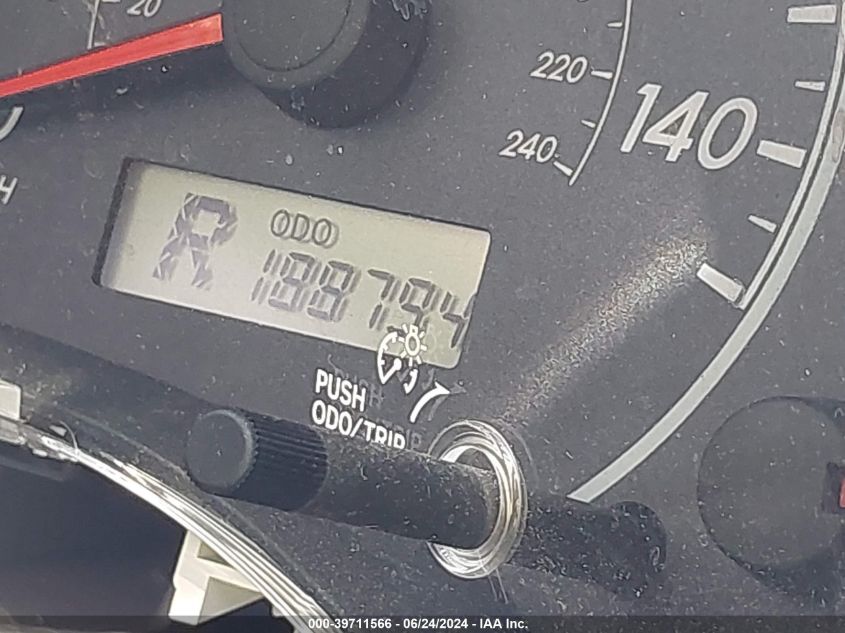 20
220
240
140
H
R
ODO
188794
PUSH
ODO/TRIP
000-39711566 / 06/24/2024 - IAA Inc.